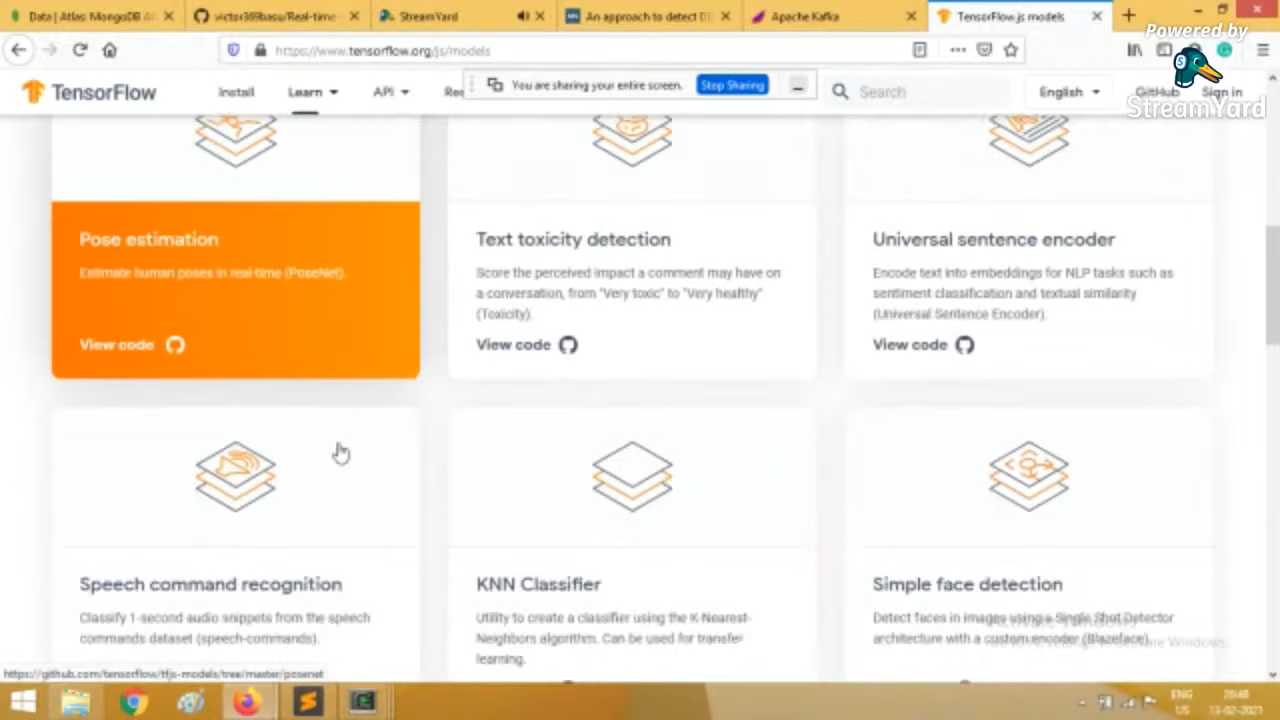 Data | Atlas: MongoDB
victor369basu/Real-time
StreamYard
An approach to detect
Apache Kafka
TensorFlow.js models
Powered by
StreamYard
https://www.tensorflow.org/js/models
TensorFlow
Install
Learn
API
You are sharing your entire screen.
Stop Sharing
Search
English
GitHub
Sign in
Pose estimation
Estimate human poses in real-time (PoseNet).
View code
Text toxicity detection
Score the perceived impact a comment may have on
a conversation, from "Very toxic" to "Very healthy"
(Toxicity).
View code
Universal sentence encoder
Encode text into embeddings for NLP tasks such as
sentiment classification and textual similarity
(Universal Sentence Encoder).
View code
Speech command recognition
Classify 1-second audio snippets from the speech
commands dataset (speech-commands).
KNN Classifier
Utility to create a classifier using the K-Nearest-
Neighbors algorithm. Can be used for transfer
learning.
Simple face detection
Detect faces in images using a Single Shot Detector
architecture with a custom encoder (Blazeface).
https://github.com/tensorflow/tfjs-models/tree/master/posenet
ENG
US
20:48
13-02-2021